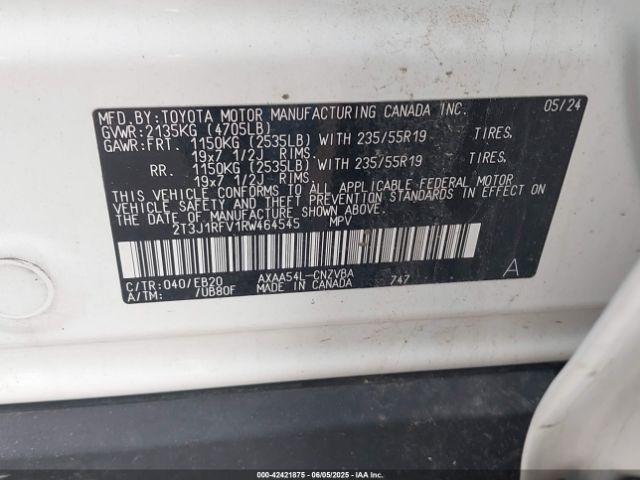 MFD.BY:TOYOTA MOTOR MANUFACTURING CANADA INC. 05/24
GVWR:2135KG (4705LB)
GAWR:FRT. 1150KG (2535LB) WITH 235/55R19 TIRES,
19x7 1/2J RIMS.
RR. 1150KG (2535LB) WITH 235/55R19 TIRES,
19x7 1/2J RIMS.
THIS VEHICLE CONFORMS TO ALL APPLICABLE FEDERAL MOTOR
VEHICLE SAFETY AND THEFT PREVENTION STANDARDS IN EFFECT ON
THE DATE OF MANUFACTURE SHOWN ABOVE.
2T3J1RFV1RW464545 MPV
C/TR:040/EB20 AXAA54L-CNZVBA 747 A
A/TM: /UB80F MADE IN CANADA
000-42421875 - 06/05/2025 - IAAI.COM